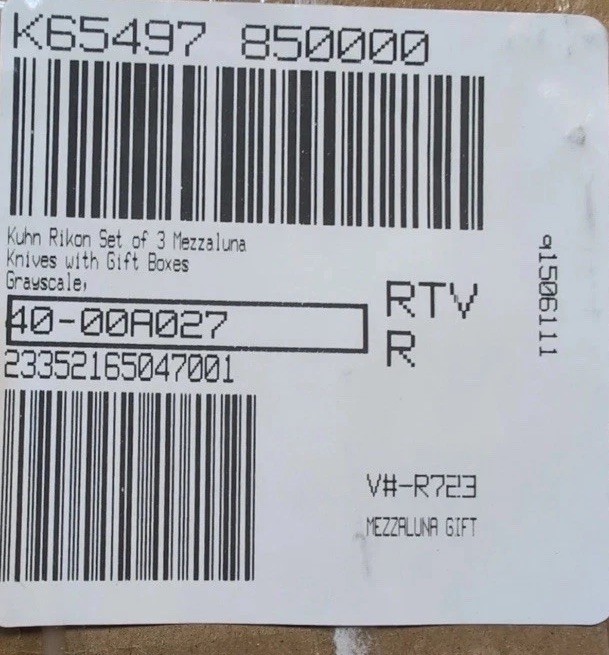 K65497 850000
Kuhn Rikon Set of 3 Mezzaluna
Knives with Gift Boxes
Grayscale,
40-00A027
23352165047001
RTV
R
V#-R723
MEZZALUNA GIFT
q1506111